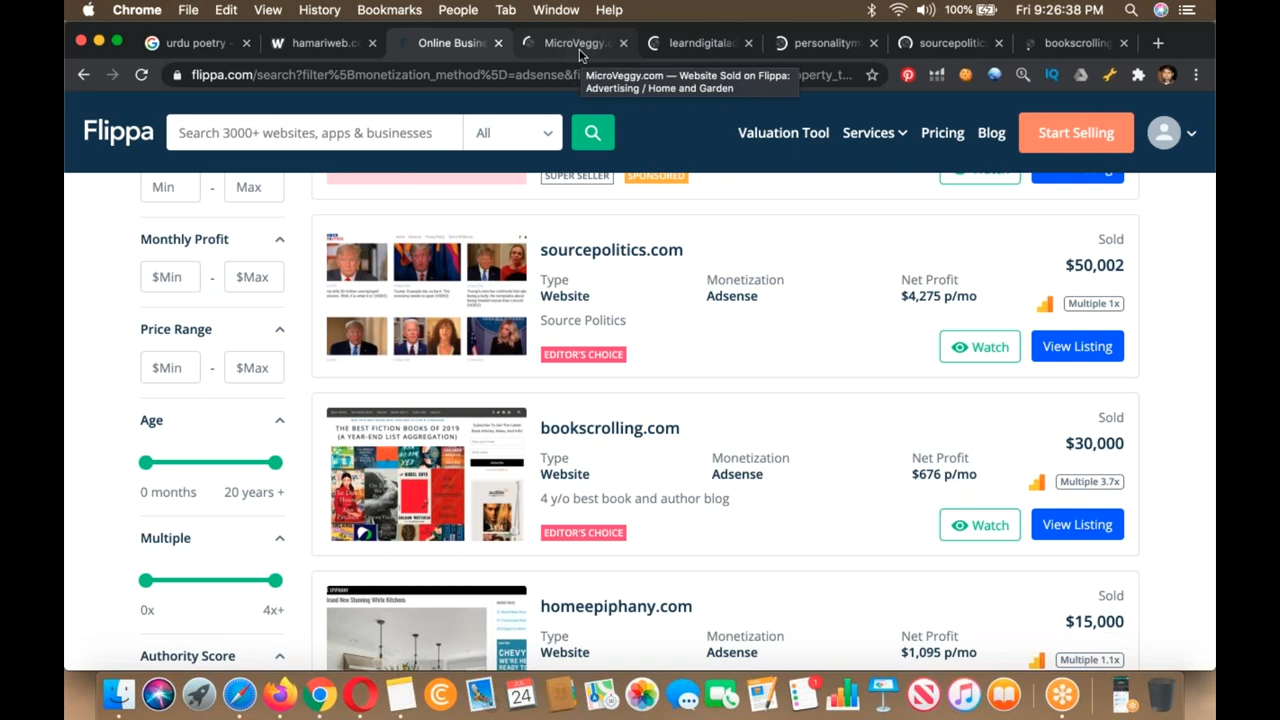 Chrome File Edit View History Bookmarks People Tab Window Help 100% Fri 9:26:38 PM
urdu poetry - hamariweb.c Online Busine MicroVeggy.c learndigitalac personalitym sourcepolitic bookscrolling
flippa.com/search?filter%5Bmonetization_method%5D=adsense&fi roperty_t...
MicroVeggy.com — Website Sold on Flippa:
Advertising / Home and Garden
Flippa Search 3000+ websites, apps & businesses All Valuation Tool Services Pricing Blog Start Selling
SUPER SELLER SPONSORED
Min - Max
Monthly Profit
$Min - $Max
Price Range
$Min - $Max
Age
0 months 20 years +
Multiple
0x 4x+
Authority Score
sourcepolitics.com
Sold
$50,002
Type Monetization Net Profit
Website Adsense $4,275 p/mo
Multiple 1x
Source Politics
EDITOR'S CHOICE
Watch View Listing
THE BEST FICTION BOOKS OF 2019
(A YEAR-END LIST AGGREGATION)
bookscrolling.com
Sold
$30,000
Type Monetization Net Profit
Website Adsense $676 p/mo
Multiple 3.7x
4 y/o best book and author blog
EDITOR'S CHOICE
Watch View Listing
homeepiphany.com
Sold
$15,000
Type Monetization Net Profit
Website Adsense $1,095 p/mo
Multiple 1.1x
JUL
24
1